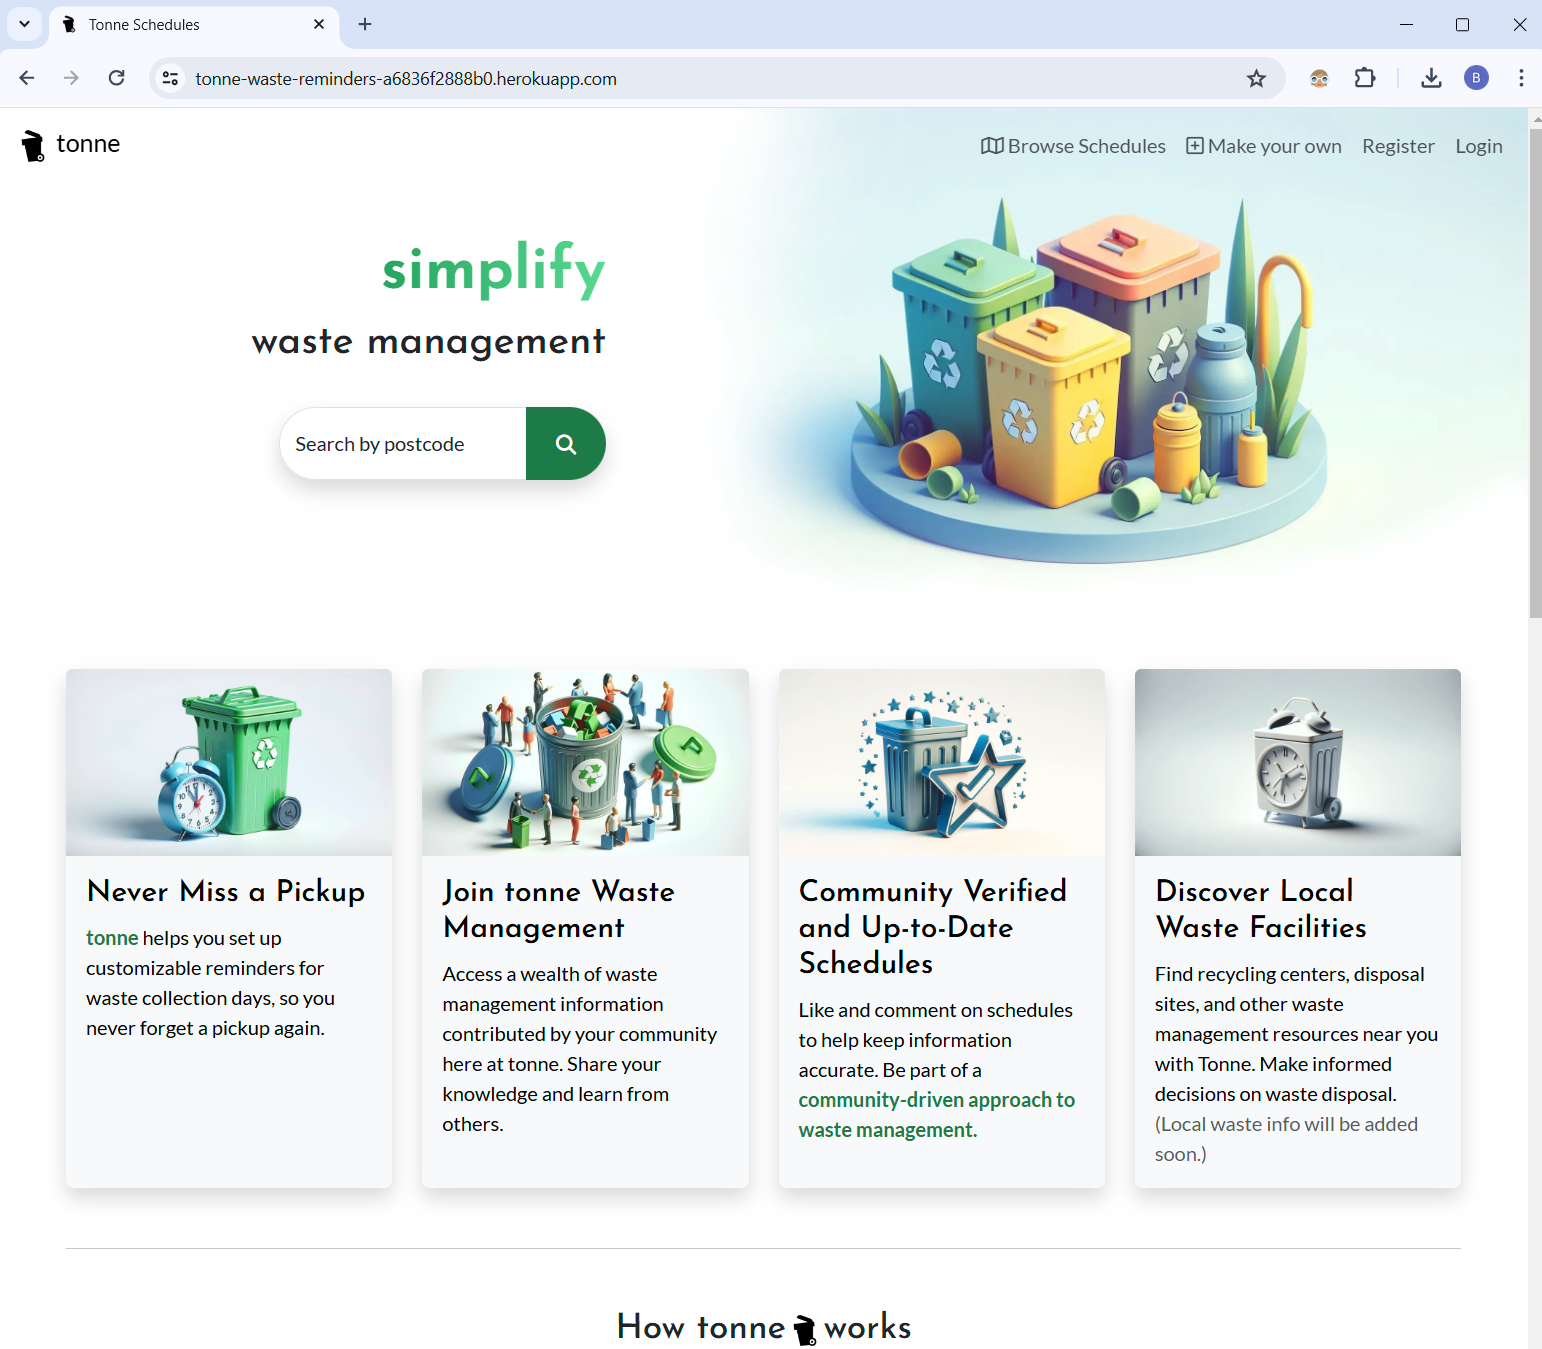 Tonne Schedules
tonne-waste-reminders-a6836f2888b0.herokuapp.com
B
tonne
Browse Schedules
Make your own
Register
Login
simplify
waste management
Search by postcode
Never Miss a Pickup
tonne helps you set up
customizable reminders for
waste collection days, so you
never forget a pickup again.
Join tonne Waste
Management
Access a wealth of waste
management information
contributed by your community
here at tonne. Share your
knowledge and learn from
others.
Community Verified
and Up-to-Date
Schedules
Like and comment on schedules
to help keep information
accurate. Be part of a
community-driven approach to
waste management.
Discover Local
Waste Facilities
Find recycling centers, disposal
sites, and other waste
management resources near you
with Tonne. Make informed
decisions on waste disposal.
(Local waste info will be added
soon.)
How tonne works